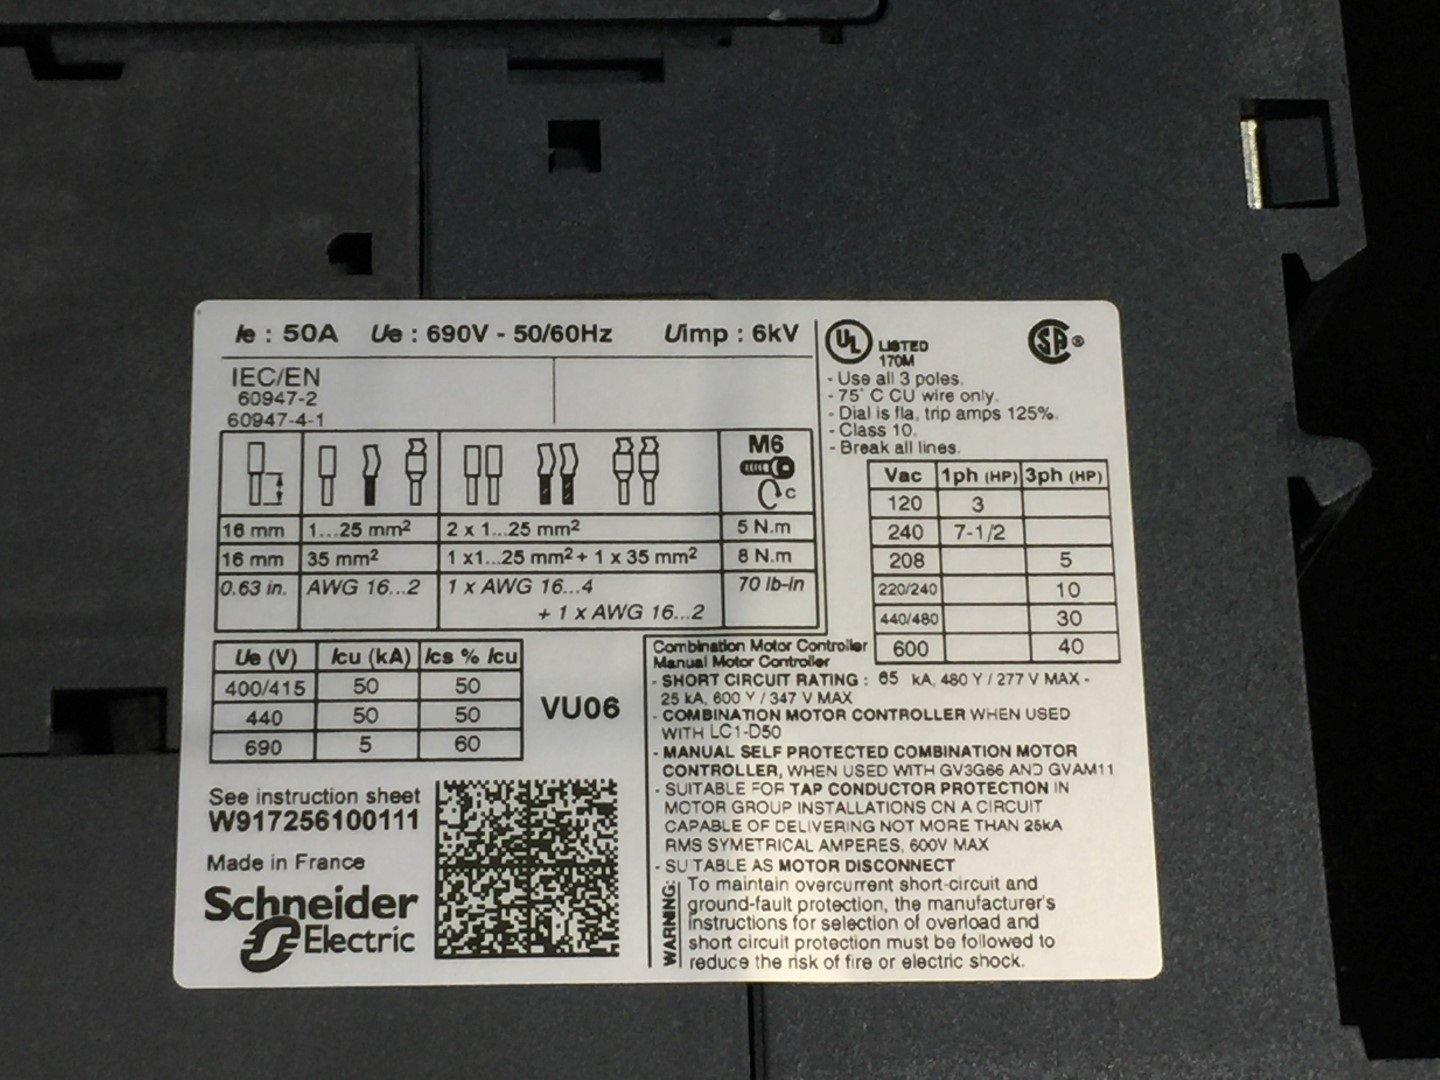 Ie : 50A Ue : 690V - 50/60Hz Uimp : 6kV
IEC/EN
60947-2
60947-4-1
M6
C
16 mm 1...25 mm² 2 x 1...25 mm² 5 N.m
16 mm 35 mm² 1 x1...25 mm² + 1 x 35 mm² 8 N.m
0.63 in. AWG 16...2 1 x AWG 16...4 70 lb-in
+ 1 x AWG 16...2
Ue (V) Icu (kA) Ics % Icu
400/415 50 50
440 50 50
690 5 60
VU06
See instruction sheet
W917256100111
Made in France
Schneider
Electric
UL LISTED
170M
SA ®
- Use all 3 poles.
- 75° C CU wire only.
- Dial is fla, trip amps 125%.
- Class 10.
- Break all lines.
Vac 1ph (HP) 3ph (HP)
120 3
240 7-1/2
208 5
220/240 10
440/480 30
600 40
Combination Motor Controller
Manual Motor Controller
- SHORT CIRCUIT RATING : 65 kA, 480 Y / 277 V MAX -
25 kA, 600 Y / 347 V MAX
- COMBINATION MOTOR CONTROLLER WHEN USED
WITH LC1-D50
- MANUAL SELF PROTECTED COMBINATION MOTOR
CONTROLLER, WHEN USED WITH GV3G66 AND GVAM11
- SUITABLE FOR TAP CONDUCTOR PROTECTION IN
MOTOR GROUP INSTALLATIONS ON A CIRCUIT
CAPABLE OF DELIVERING NOT MORE THAN 25kA
RMS SYMETRICAL AMPERES, 600V MAX
- SUITABLE AS MOTOR DISCONNECT
WARNING:
To maintain overcurrent short-circuit and
ground-fault protection, the manufacturer's
instructions for selection of overload and
short circuit protection must be followed to
reduce the risk of fire or electric shock.